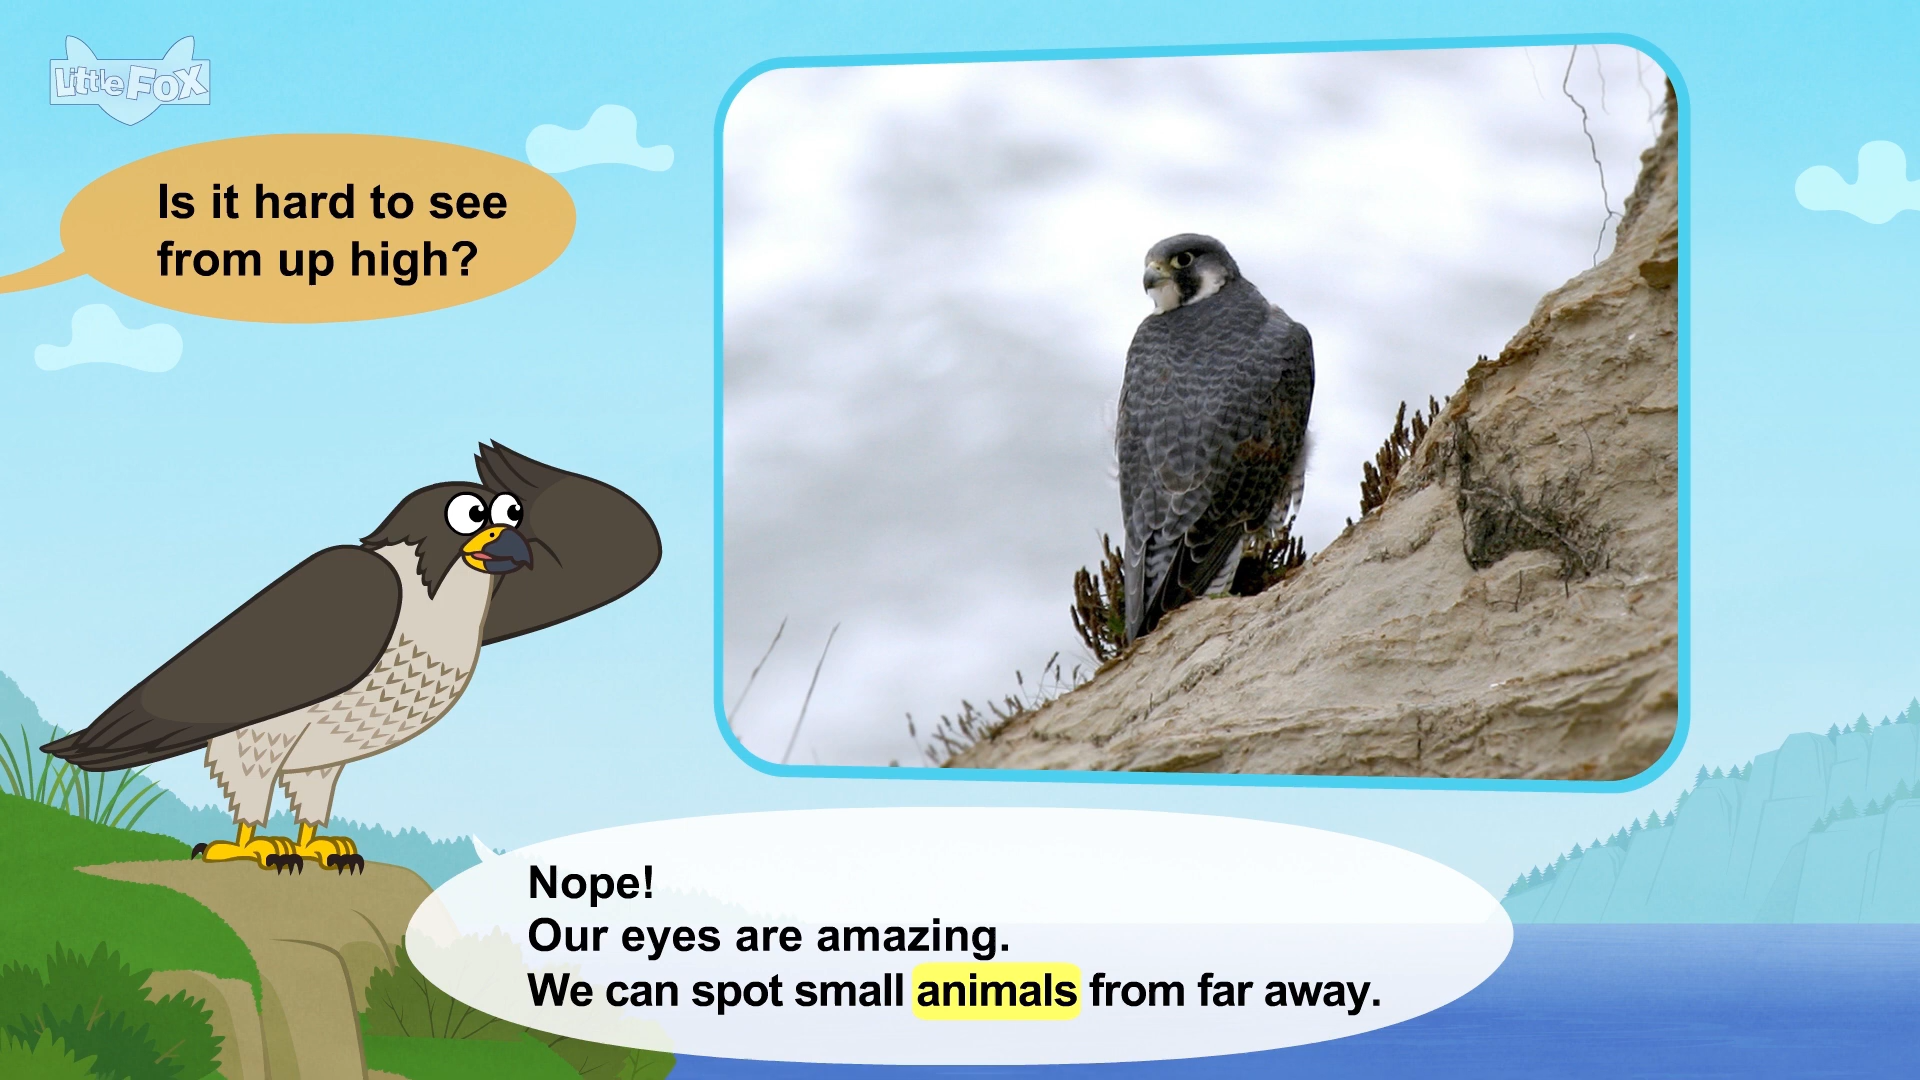 Little Fox
Is it hard to see
from up high?
Nope!
Our eyes are amazing.
We can spot small animals from far away.